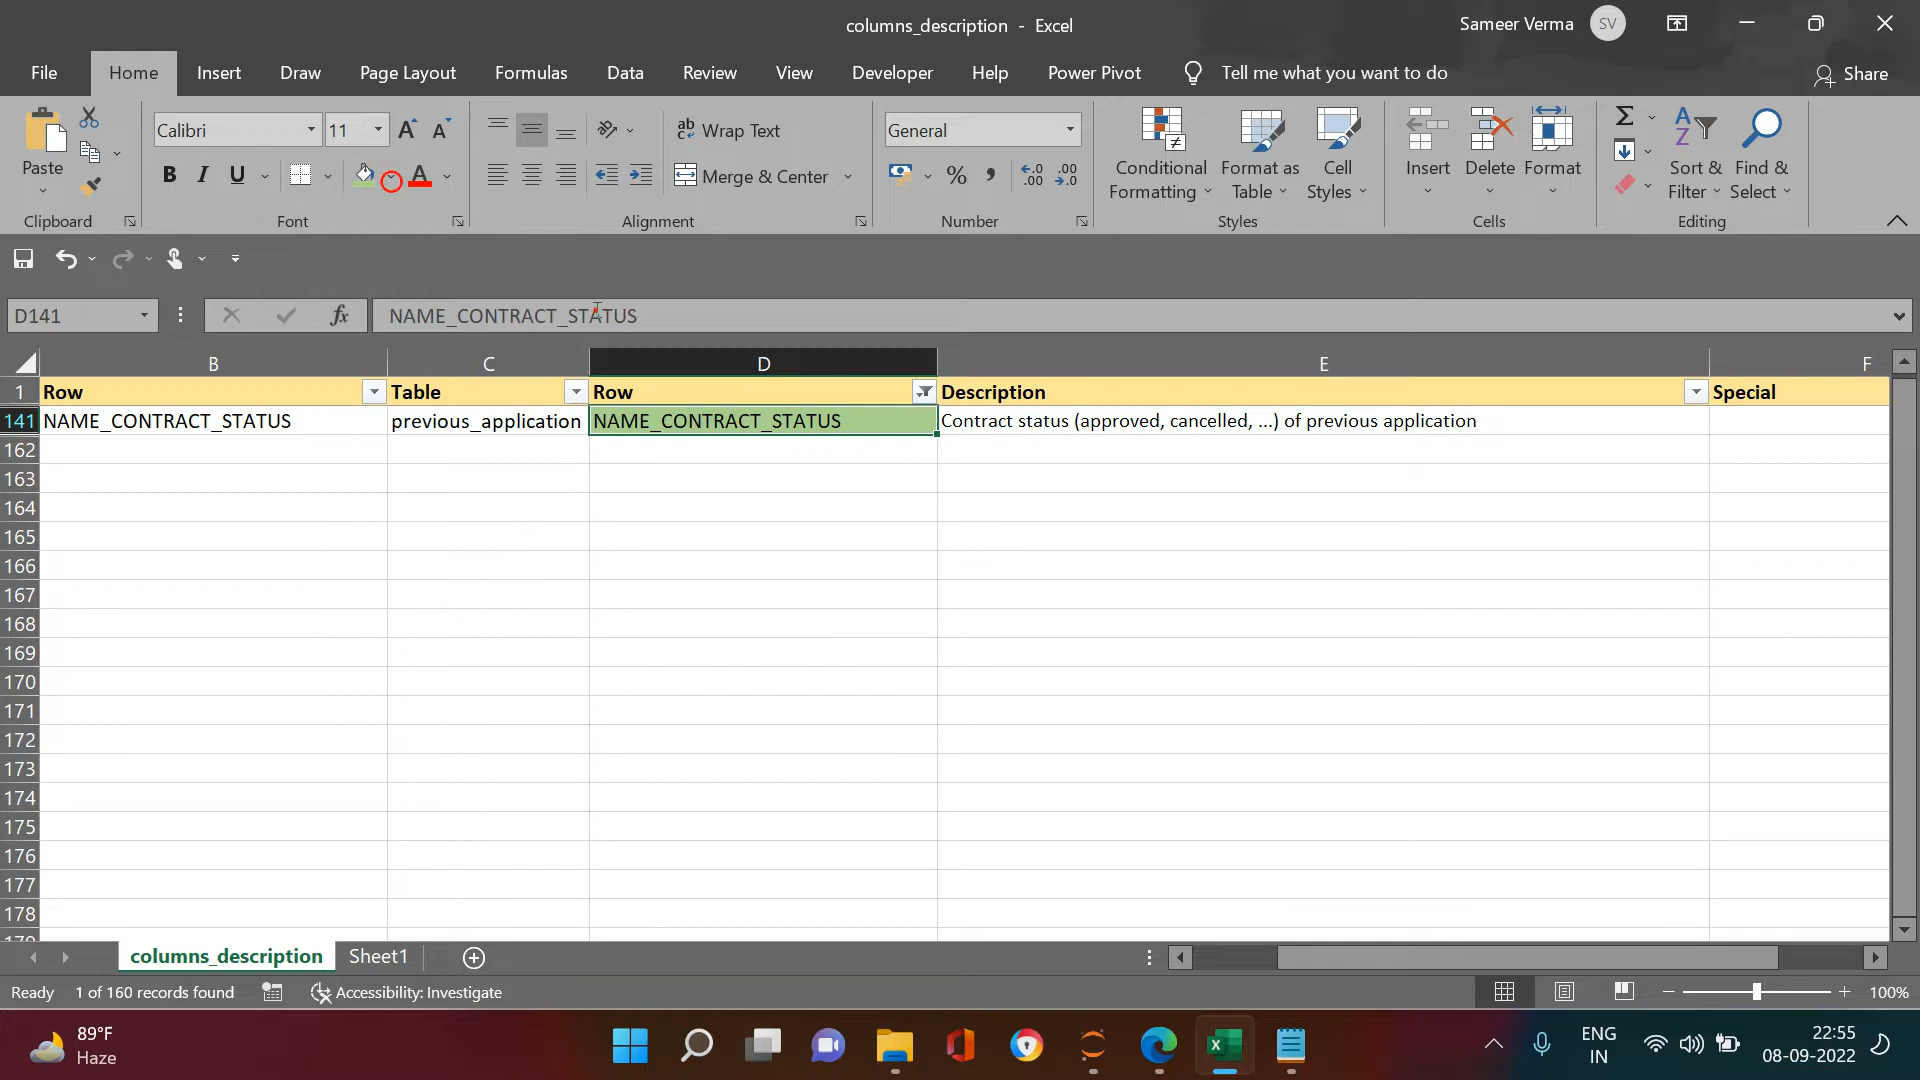 columns_description - Excel
Sameer Verma SV
File Home Insert Draw Page Layout Formulas Data Review View Developer Help Power Pivot Tell me what you want to do Share
Paste
Clipboard
Calibri 11
B I U A
Font
ab Wrap Text
Merge & Center
Alignment
General
% , .00
Number
Conditional Formatting
Format as Table
Cell Styles
Styles
Insert
Delete
Format
Cells
Sort & Filter
Find & Select
Editing
D141 fx NAME_CONTRACT_STATUS
B C D E F
1 Row Table Row Description Special
141 NAME_CONTRACT_STATUS previous_application NAME_CONTRACT_STATUS Contract status (approved, cancelled, ...) of previous application
162
163
164
165
166
167
168
169
170
171
172
173
174
175
176
177
178
179
columns_description Sheet1
Ready 1 of 160 records found Accessibility: Investigate 100%
89°F
Haze
ENG
IN
22:55
08-09-2022